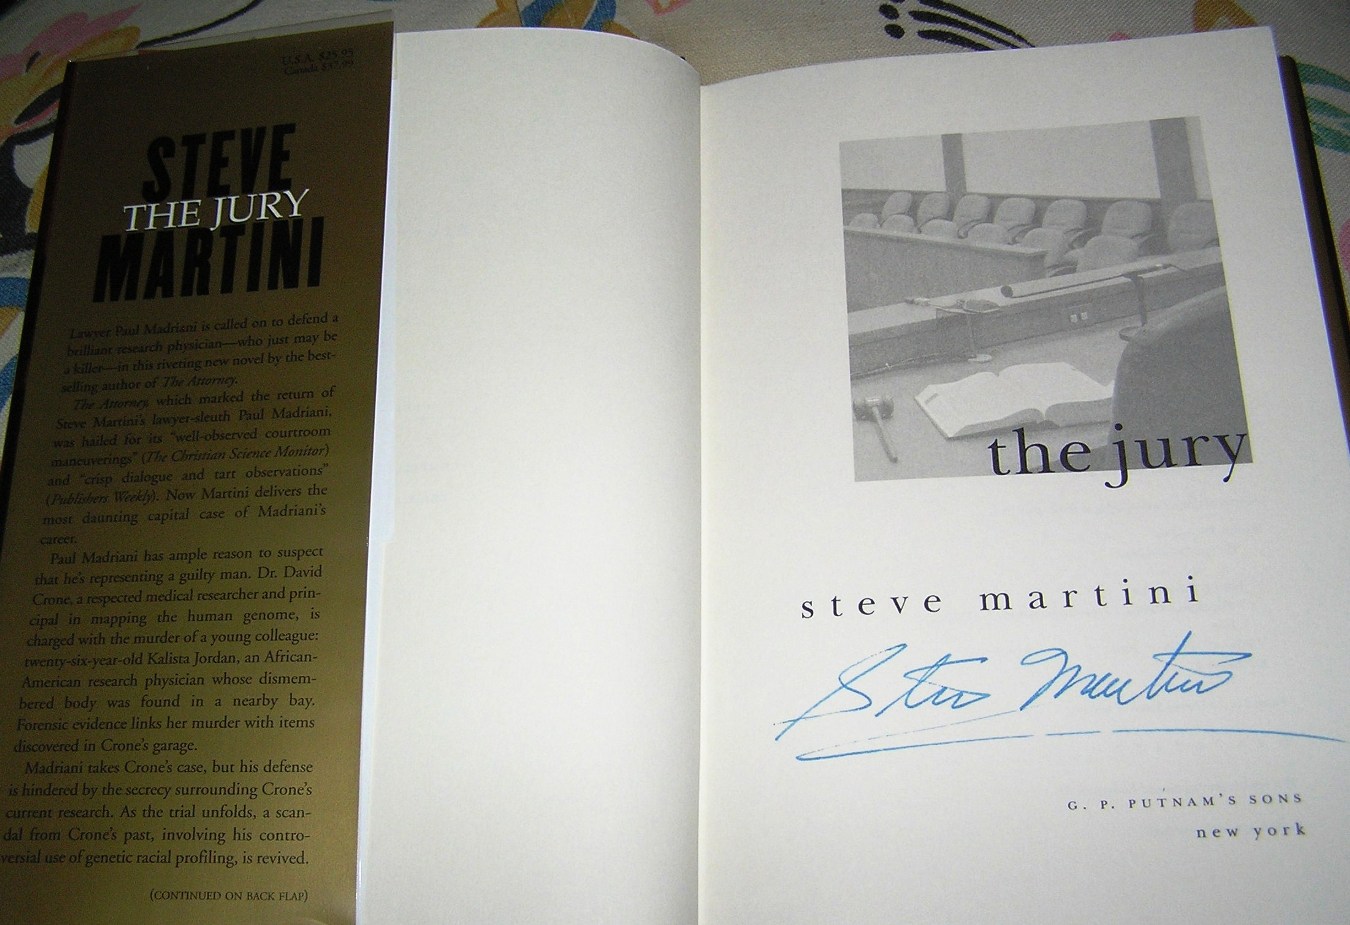 U.S.A. $25.95
Canada $37.99
STEVE
THE JURY
MARTINI
Lawyer Paul Madriani is called on to defend a
brilliant research physician—who just may be
a killer—in this riveting new novel by the best-
selling author of The Attorney.
The Attorney, which marked the return of
Steve Martini's lawyer-sleuth Paul Madriani,
was hailed for its "well-observed courtroom
maneuverings" (The Christian Science Monitor)
and "crisp dialogue and tart observations"
(Publishers Weekly). Now Martini delivers the
most daunting capital case of Madriani's
career.
Paul Madriani has ample reason to suspect
that he's representing a guilty man. Dr. David
Crone, a respected medical researcher and prin-
cipal in mapping the human genome, is
charged with the murder of a young colleague:
twenty-six-year-old Kalista Jordan, an African-
American research physician whose dismem-
bered body was found in a nearby bay.
Forensic evidence links her murder with items
discovered in Crone's garage.
Madriani takes Crone's case, but his defense
is hindered by the secrecy surrounding Crone's
current research. As the trial unfolds, a scan-
dal from Crone's past, involving his contro-
versial use of genetic racial profiling, is revived.
(CONTINUED ON BACK FLAP)
the jury
steve martini
Steve Martini
G. P. PUTNAM'S SONS
new york